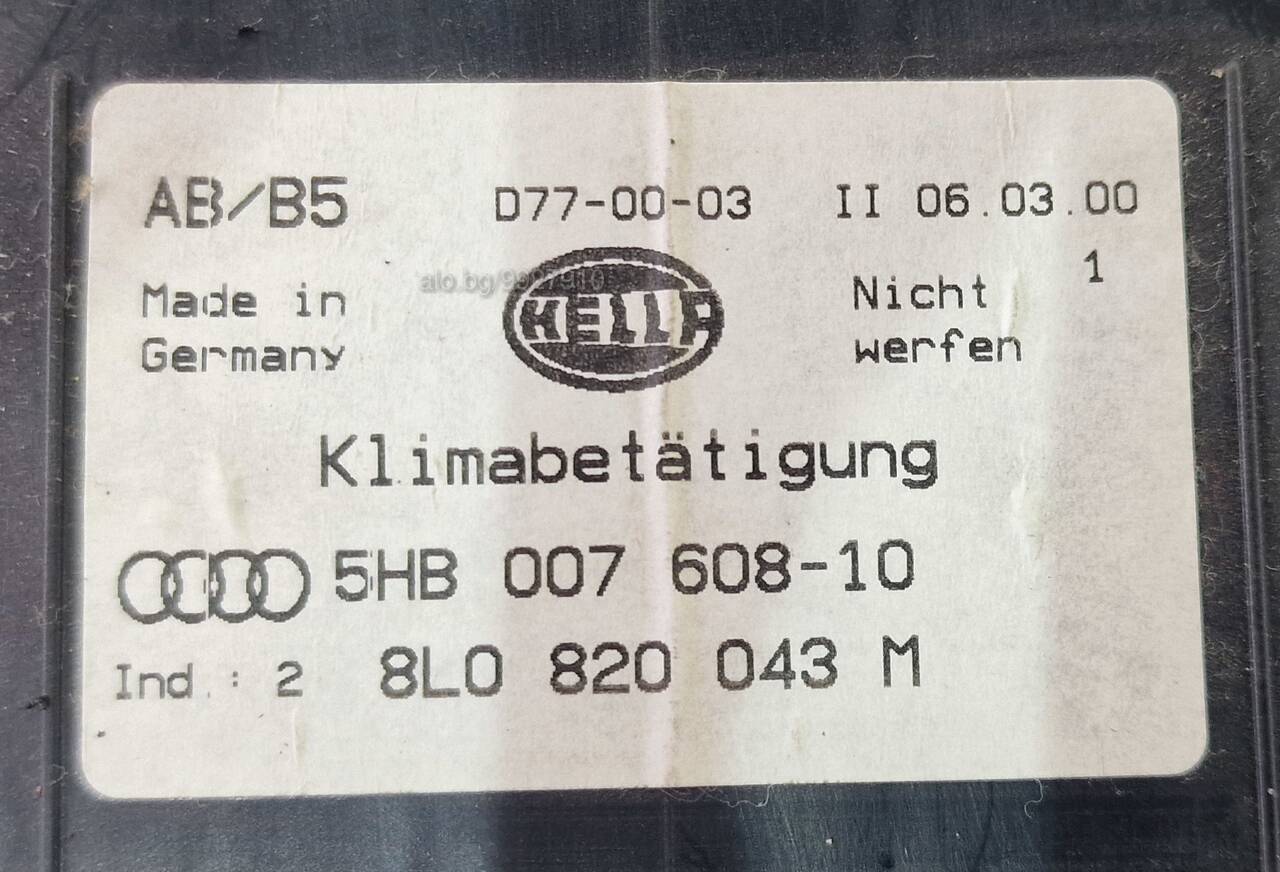 AB/B5 D77-00-03 II 06.03.00
1
Made in Germany
HELLA
Nicht werfen
Klimabetätigung
5HB 007 608-10
Ind.: 2 8L0 820 043 M